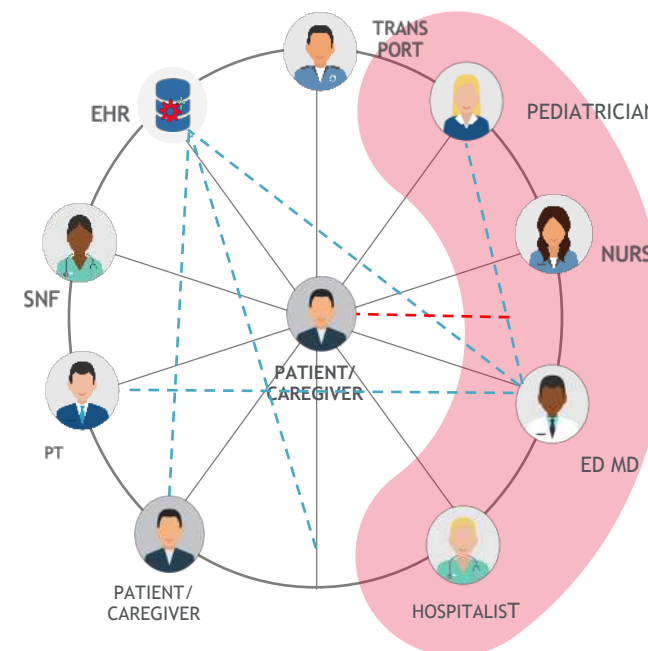 TRANS
PORT
EHR
PEDIATRICIAN
NURS
SNF
PATIENT/
CAREGIVER
PT
ED MD
PATIENT/
CAREGIVER
HOSPITALIST